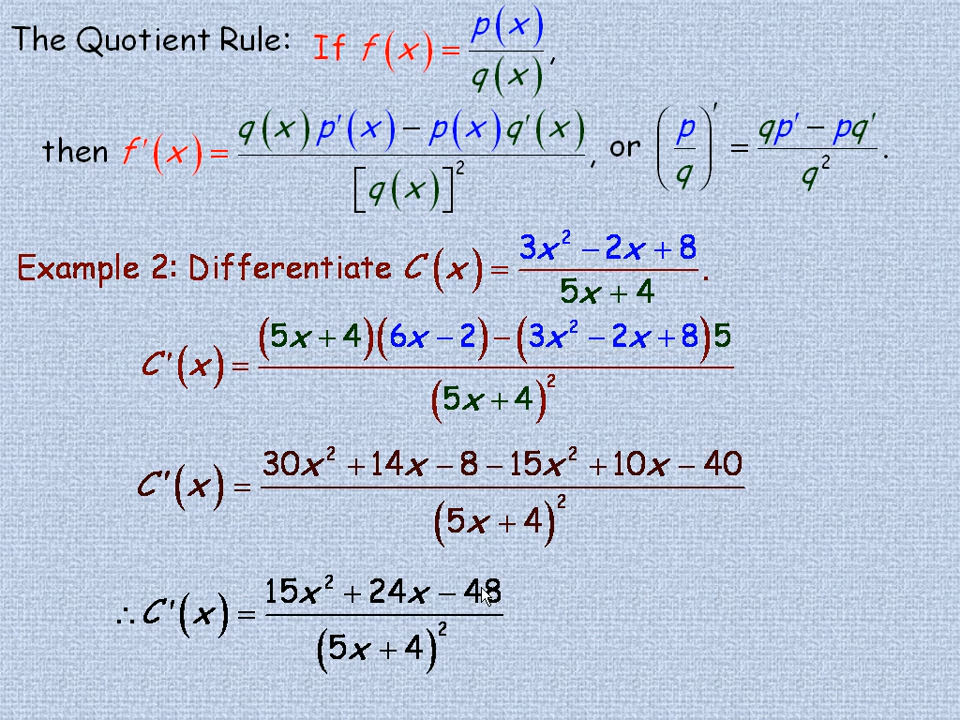 The Quotient Rule: If f(x) = p(x)/q(x),
then f'(x) = (q(x)p'(x) − p(x)q'(x))/[q(x)]², or (p/q)' = (qp' − pq')/q².
Example 2: Differentiate C(x) = (3x² − 2x + 8)/(5x + 4).
C'(x) = ((5x + 4)(6x − 2) − (3x² − 2x + 8)5)/(5x + 4)²
C'(x) = (30x² + 14x − 8 − 15x² + 10x − 40)/(5x + 4)²
∴ C'(x) = (15x² + 24x − 48)/(5x + 4)²